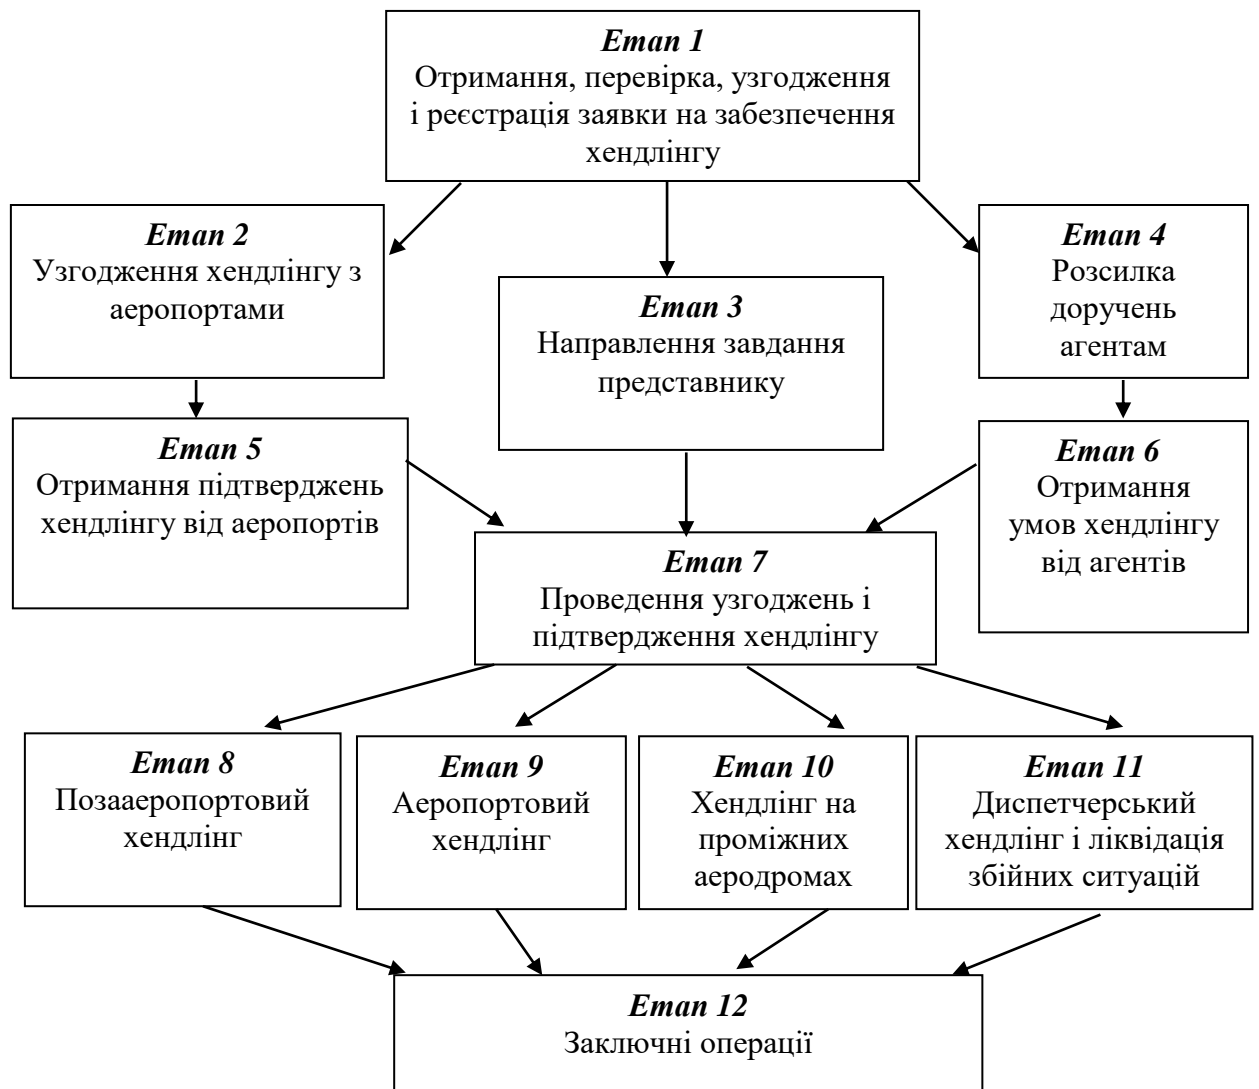 Етап 1
Отримання, перевірка, узгодження
і реєстрація заявки на забезпечення
хендлінгу
Етап 2
Узгодження хендлінгу з
аеропортами
Етап 3
Направлення завдання
представнику
Етап 4
Розсилка
доручень
агентам
Етап 5
Отримання підтверджень
хендлінгу від аеропортів
Етап 6
Отримання
умов хендлінгу
від агентів
Етап 7
Проведення узгоджень і
підтвердження хендлінгу
Етап 8
Позааеропортовий
хендлінг
Етап 9
Аеропортовий
хендлінг
Етап 10
Хендлінг на
проміжних
аеродромах
Етап 11
Диспетчерський
хендлінг і ліквідація
збійних ситуацій
Етап 12
Заключні операції